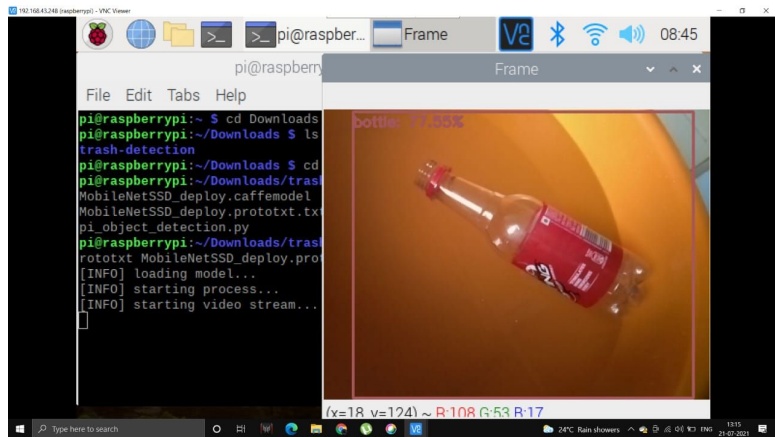 192.168.43.248 (raspberrypi) - VNC Viewer
pi@raspber...
Frame
08:45
pi@raspberry
Frame
File Edit Tabs Help
pi@raspberrypi:~ $ cd Downloads
pi@raspberrypi:~/Downloads $ ls
trash-detection
pi@raspberrypi:~/Downloads $ cd
pi@raspberrypi:~/Downloads/trash
MobileNetSSD_deploy.caffemodel
MobileNetSSD_deploy.prototxt.txt
pi_object_detection.py
pi@raspberrypi:~/Downloads/trash
rototxt MobileNetSSD_deploy.prot
[INFO] loading model...
[INFO] starting process...
[INFO] starting video stream...
bottle: 77.55%
(x=18, y=124) ~ R:108 G:53 B:17
Type here to search
24°C Rain showers
ENG
13:15
21-07-2021